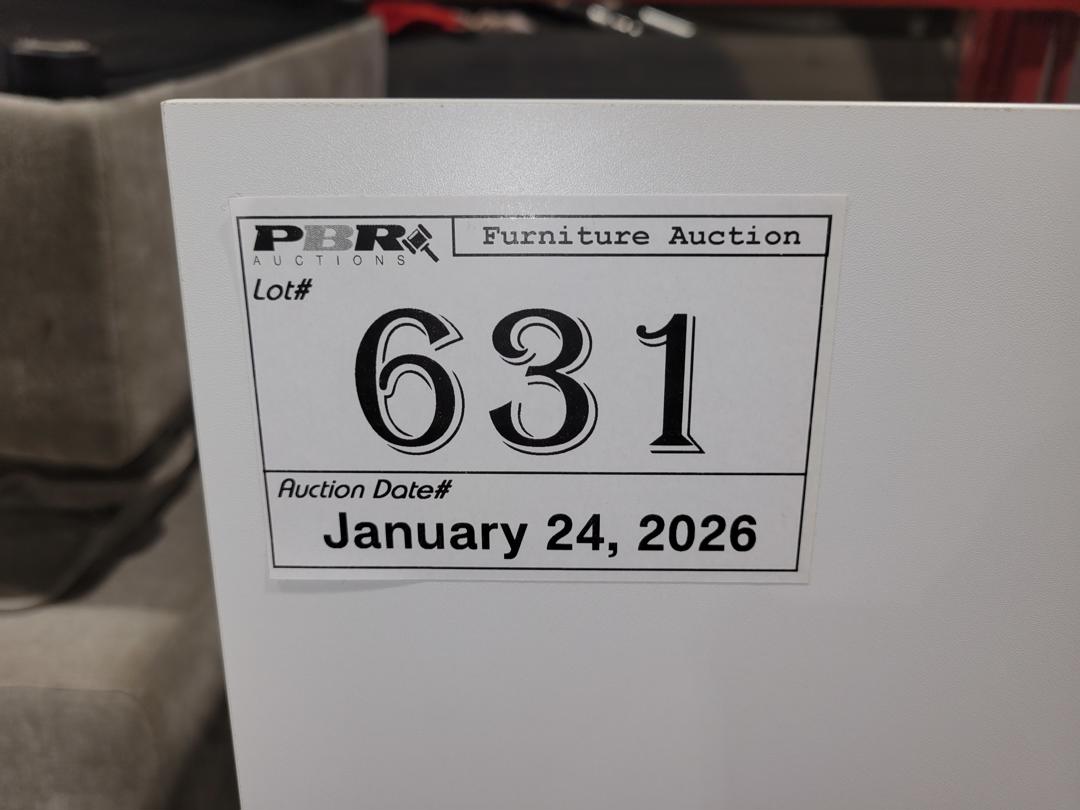 PBR
AUCTIONS
Furniture Auction
Lot#
631
Auction Date#
January 24, 2026